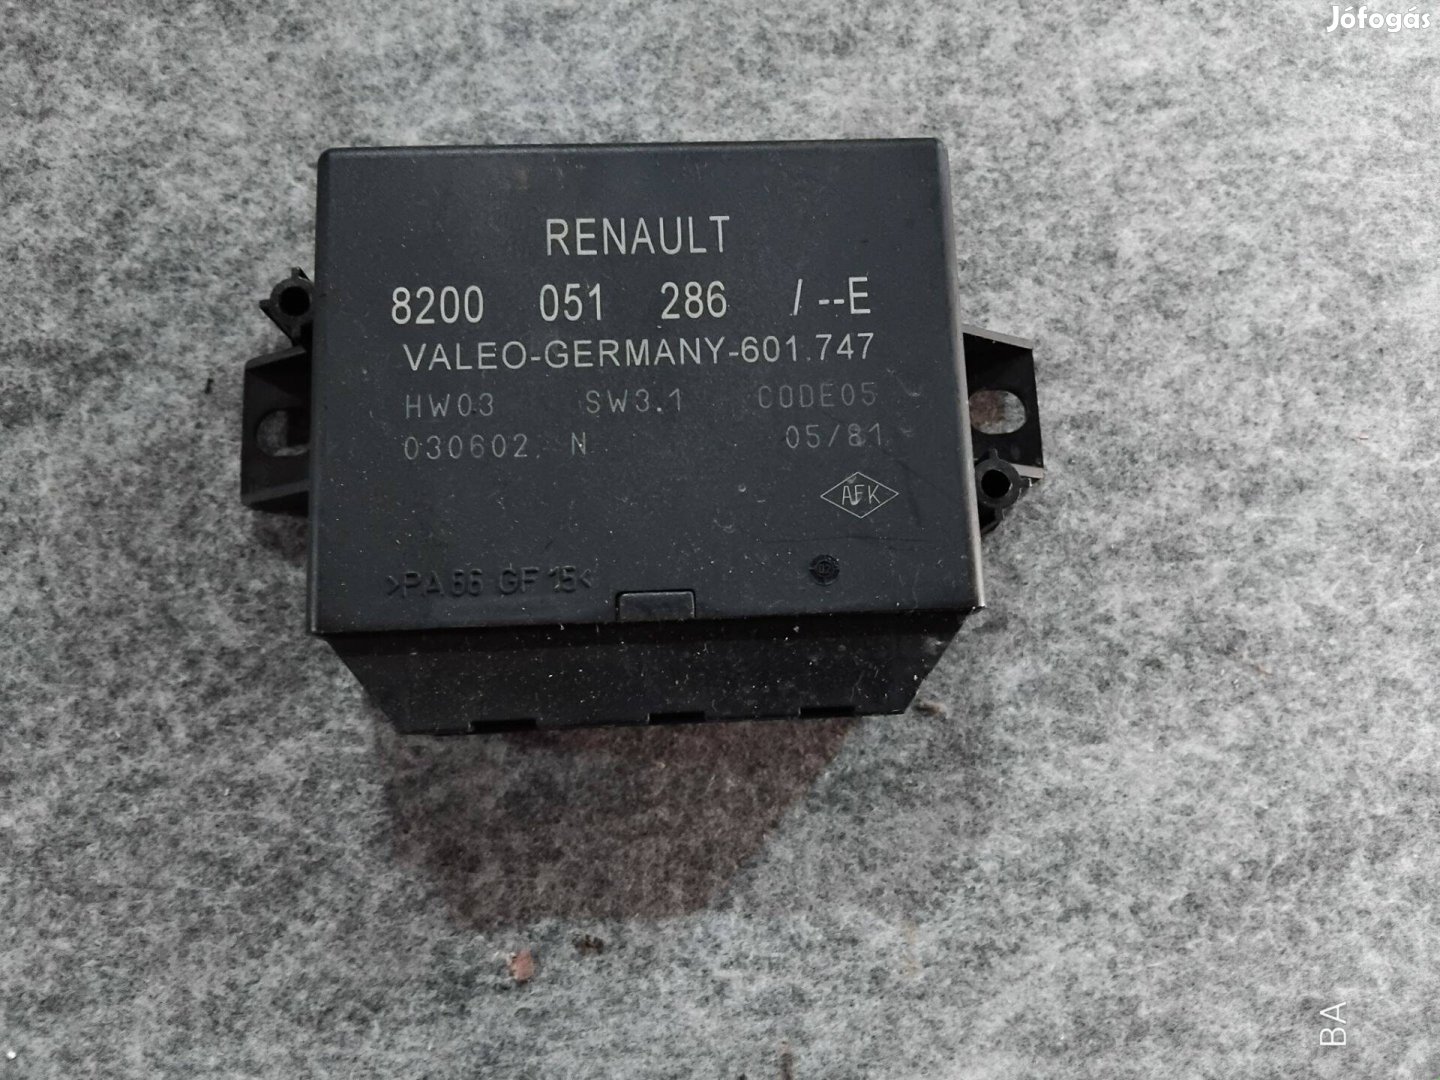 Jófogás
RENAULT
8200 051 286 / --E
VALEO-GERMANY-601.747
HW03 SW3.1 CODE05
030602. N 05/81
AFK
>PA66 GF15<
BA